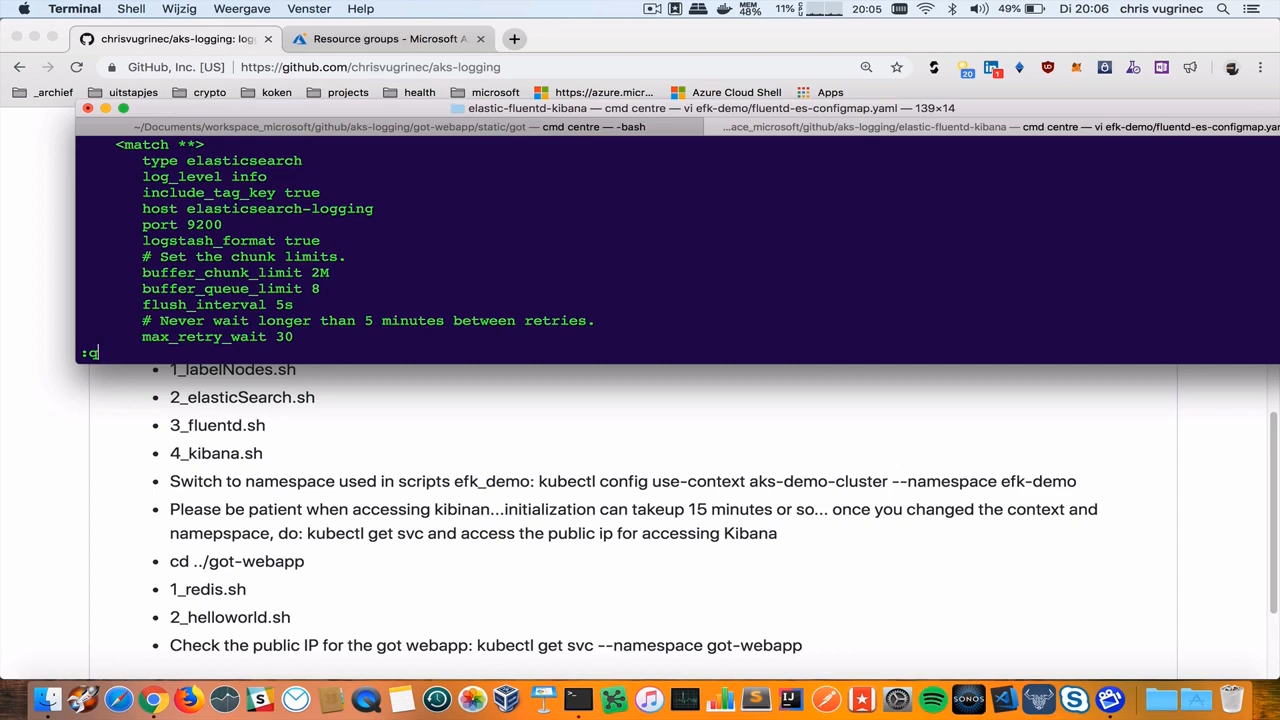 Terminal Shell Wijzig Weergave Venster Help MEM 48% 11% CPU 20:05 49% Di 20:06 chris vugrinec
chrisvugrinec/aks-logging: log × Resource groups - Microsoft A ×
GitHub, Inc. [US] https://github.com/chrisvugrinec/aks-logging 20 1
_archief uitstapjes crypto koken projects health microsoft https://azure.micr... Azure Cloud Shell Apps
elastic-fluentd-kibana — cmd centre — vi efk-demo/fluentd-es-configmap.yaml — 139×14
~/Documents/workspace_microsoft/github/aks-logging/got-webapp/static/got — cmd centre — -bash ...ace_microsoft/github/aks-logging/elastic-fluentd-kibana — cmd centre — vi efk-demo/fluentd-es-configmap.yam
<match **>
type elasticsearch
log_level info
include_tag_key true
host elasticsearch-logging
port 9200
logstash_format true
# Set the chunk limits.
buffer_chunk_limit 2M
buffer_queue_limit 8
flush_interval 5s
# Never wait longer than 5 minutes between retries.
max_retry_wait 30
:q
• 1_labelNodes.sh
• 2_elasticSearch.sh
• 3_fluentd.sh
• 4_kibana.sh
• Switch to namespace used in scripts efk_demo: kubectl config use-context aks-demo-cluster --namespace efk-demo
• Please be patient when accessing kibinan...initialization can takeup 15 minutes or so... once you changed the context and
namepspace, do: kubectl get svc and access the public ip for accessing Kibana
• cd ../got-webapp
• 1_redis.sh
• 2_helloworld.sh
• Check the public IP for the got webapp: kubectl get svc --namespace got-webapp